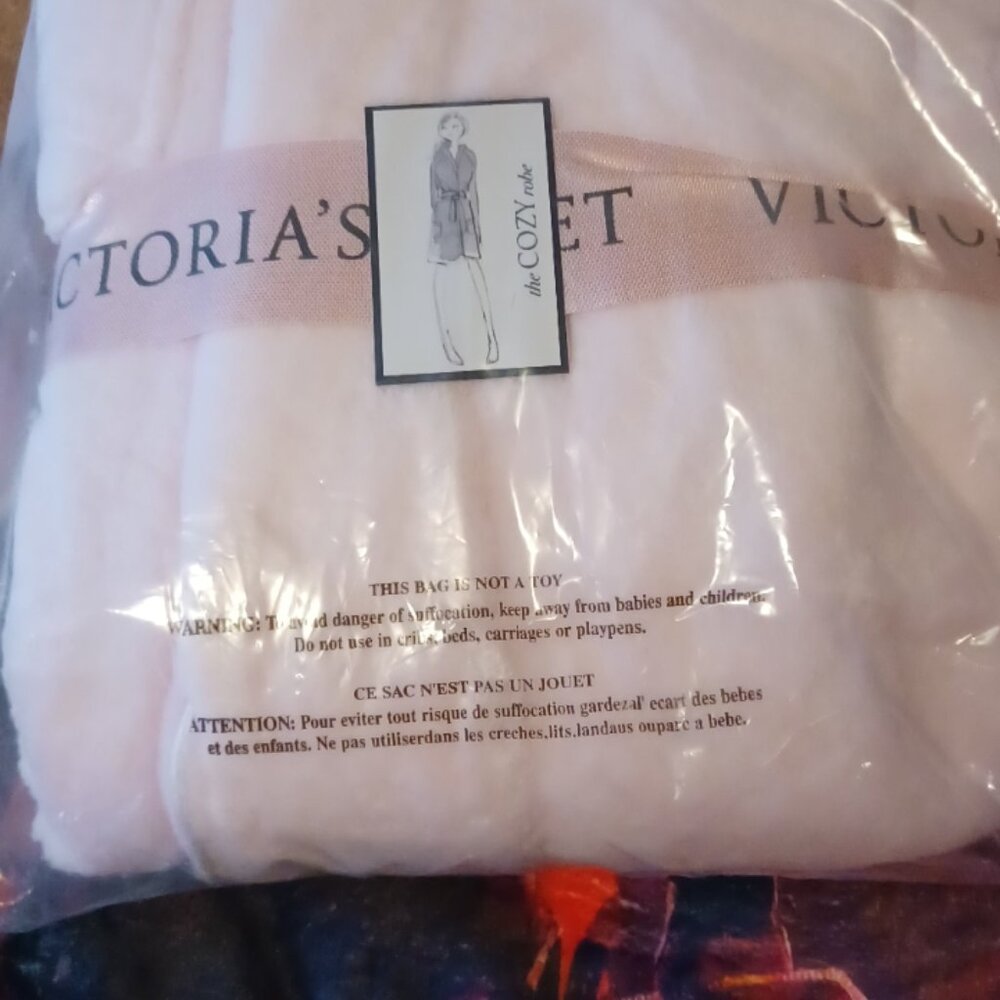 CTORIA'S ET VICTO
the COZY robe
THIS BAG IS NOT A TOY
WARNING: To avoid danger of suffocation, keep away from babies and children.
Do not use in cribs, beds, carriages or playpens.
CE SAC N'EST PAS UN JOUET
ATTENTION: Pour eviter tout risque de suffocation gardezal' ecart des bebes
et des enfants. Ne pas utiliserdans les creches,lits,landaus ouparc a bebe.